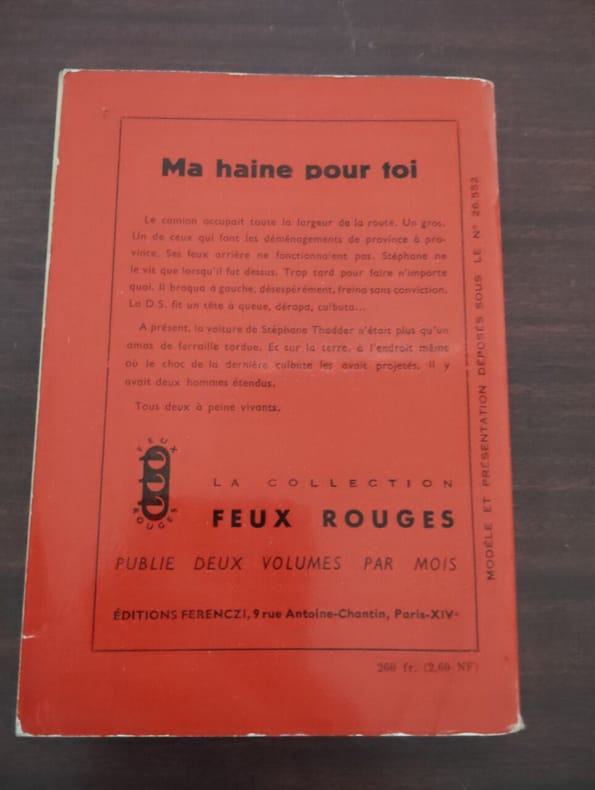 Ma haine pour toi
Le camion occupait toute la largeur de la route. Un gros.
Un de ceux qui font les déménagements de province à pro-
vince. Ses feux arrière ne fonctionnaient pas. Stéphane ne
le vit que lorsqu'il fut dessus. Trop tard pour faire n'importe
quoi. Il braqua à gauche, désespérément, freina sans conviction.
La D.S. fit un tête à queue, dérapa, culbuta...
A présent, la voiture de Stéphane Thadder n'était plus qu'un
amas de ferraille tordue. Et sur la terre, à l'endroit même
où le choc de la dernière culbute les avait projetés. Il y
avait deux hommes étendus.
Tous deux à peine vivants.
FEUX
ROUGES
LA COLLECTION
FEUX ROUGES
PUBLIE DEUX VOLUMES PAR MOIS
ÉDITIONS FERENCZI, 9 rue Antoine-Chantin, Paris-XIVe
260 fr. (2,60 NF)
MODÈLE ET PRÉSENTATION DÉPOSÉS SOUS LE N° 26.552